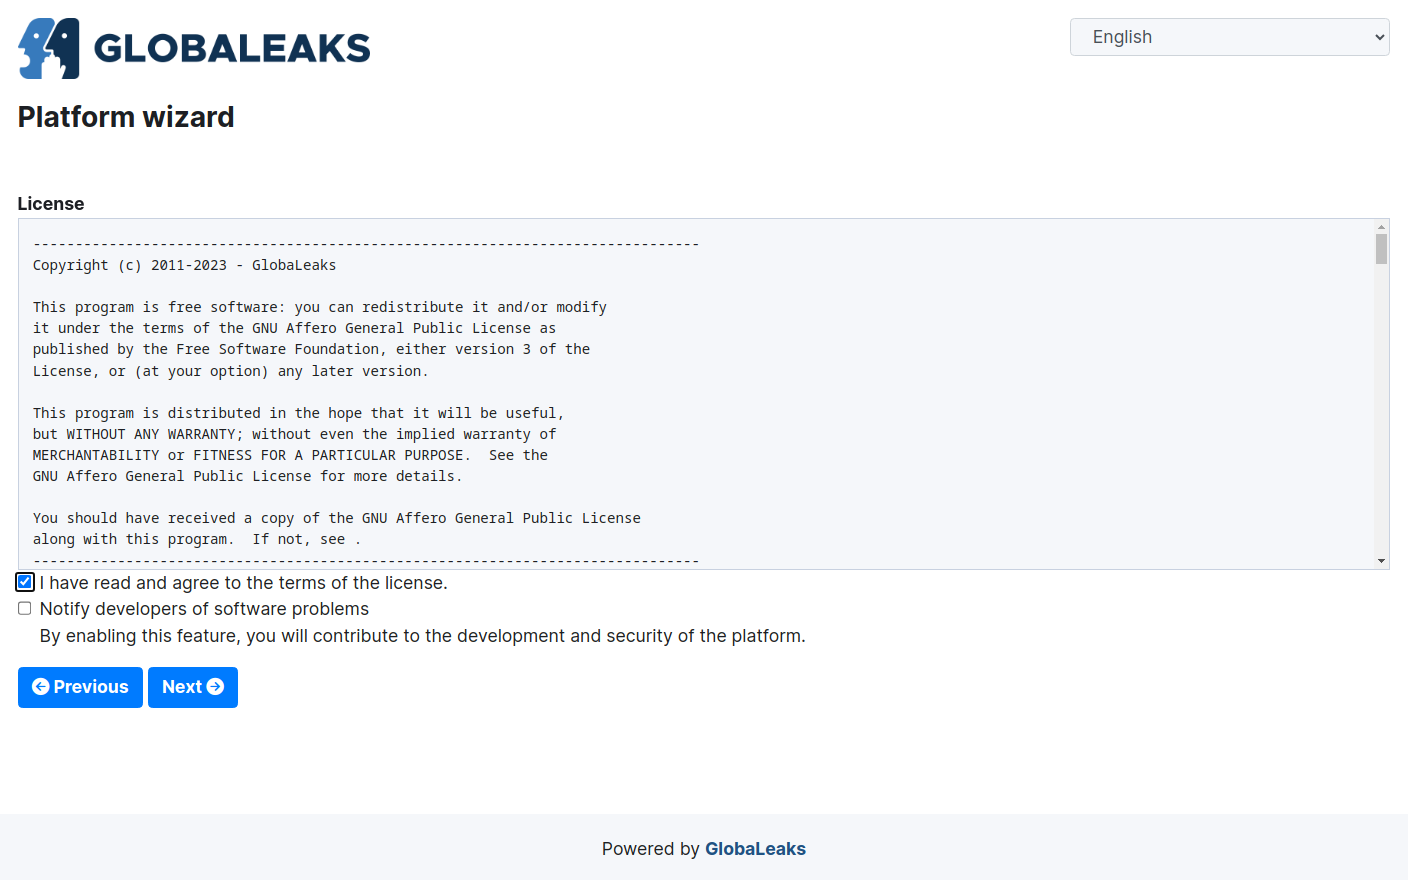 GLOBALEAKS
English
Platform wizard
License
-------------------------------------------------------------------------------
Copyright (c) 2011-2023 - GlobaLeaks
This program is free software: you can redistribute it and/or modify
it under the terms of the GNU Affero General Public License as
published by the Free Software Foundation, either version 3 of the
License, or (at your option) any later version.
This program is distributed in the hope that it will be useful,
but WITHOUT ANY WARRANTY; without even the implied warranty of
MERCHANTABILITY or FITNESS FOR A PARTICULAR PURPOSE.  See the
GNU Affero General Public License for more details.
You should have received a copy of the GNU Affero General Public License
along with this program.  If not, see .
-------------------------------------------------------------------------------
I have read and agree to the terms of the license.
Notify developers of software problems
By enabling this feature, you will contribute to the development and security of the platform.
Previous Next
Powered by GlobaLeaks